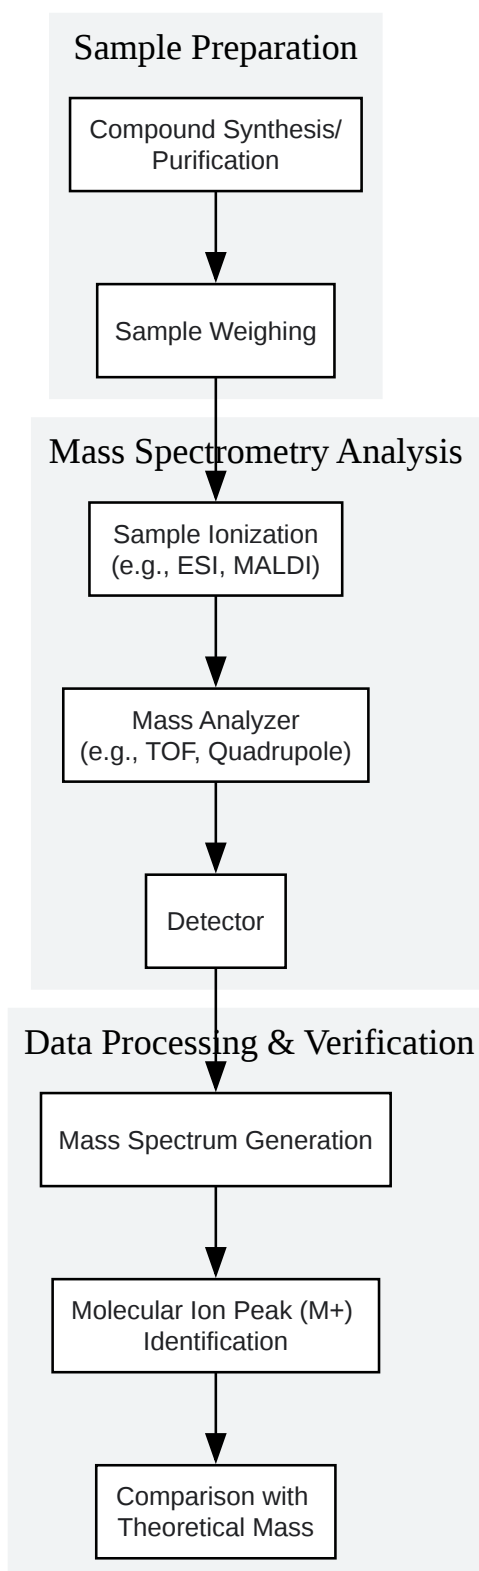 Sample Preparation
Compound Synthesis/
Purification
Sample Weighing
Mass Spectrometry Analysis
Sample Ionization
(e.g., ESI, MALDI)
Mass Analyzer
(e.g., TOF, Quadrupole)
Detector
Data Processing & Verification
Mass Spectrum Generation
Molecular Ion Peak (M+)
Identification
Comparison with
Theoretical Mass